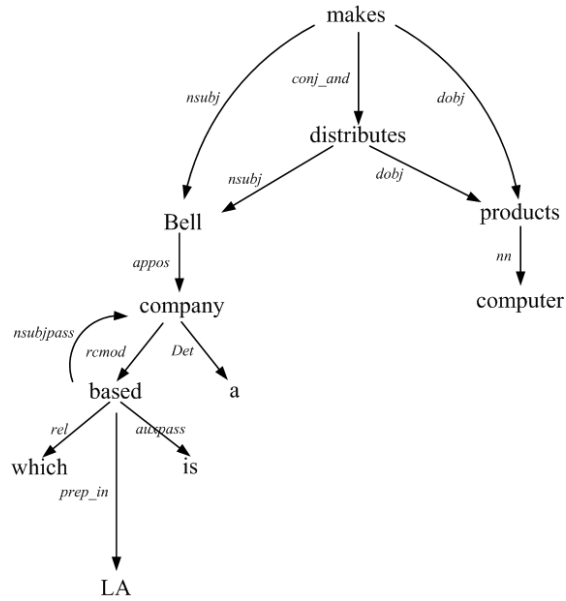 makes
nsubj
conj_and
dobj
distributes
nsubj
dobj
Bell
products
appos
nn
company
computer
nsubjpass
rcmod
Det
based
a
rel
auxpass
which
is
prep_in
LA